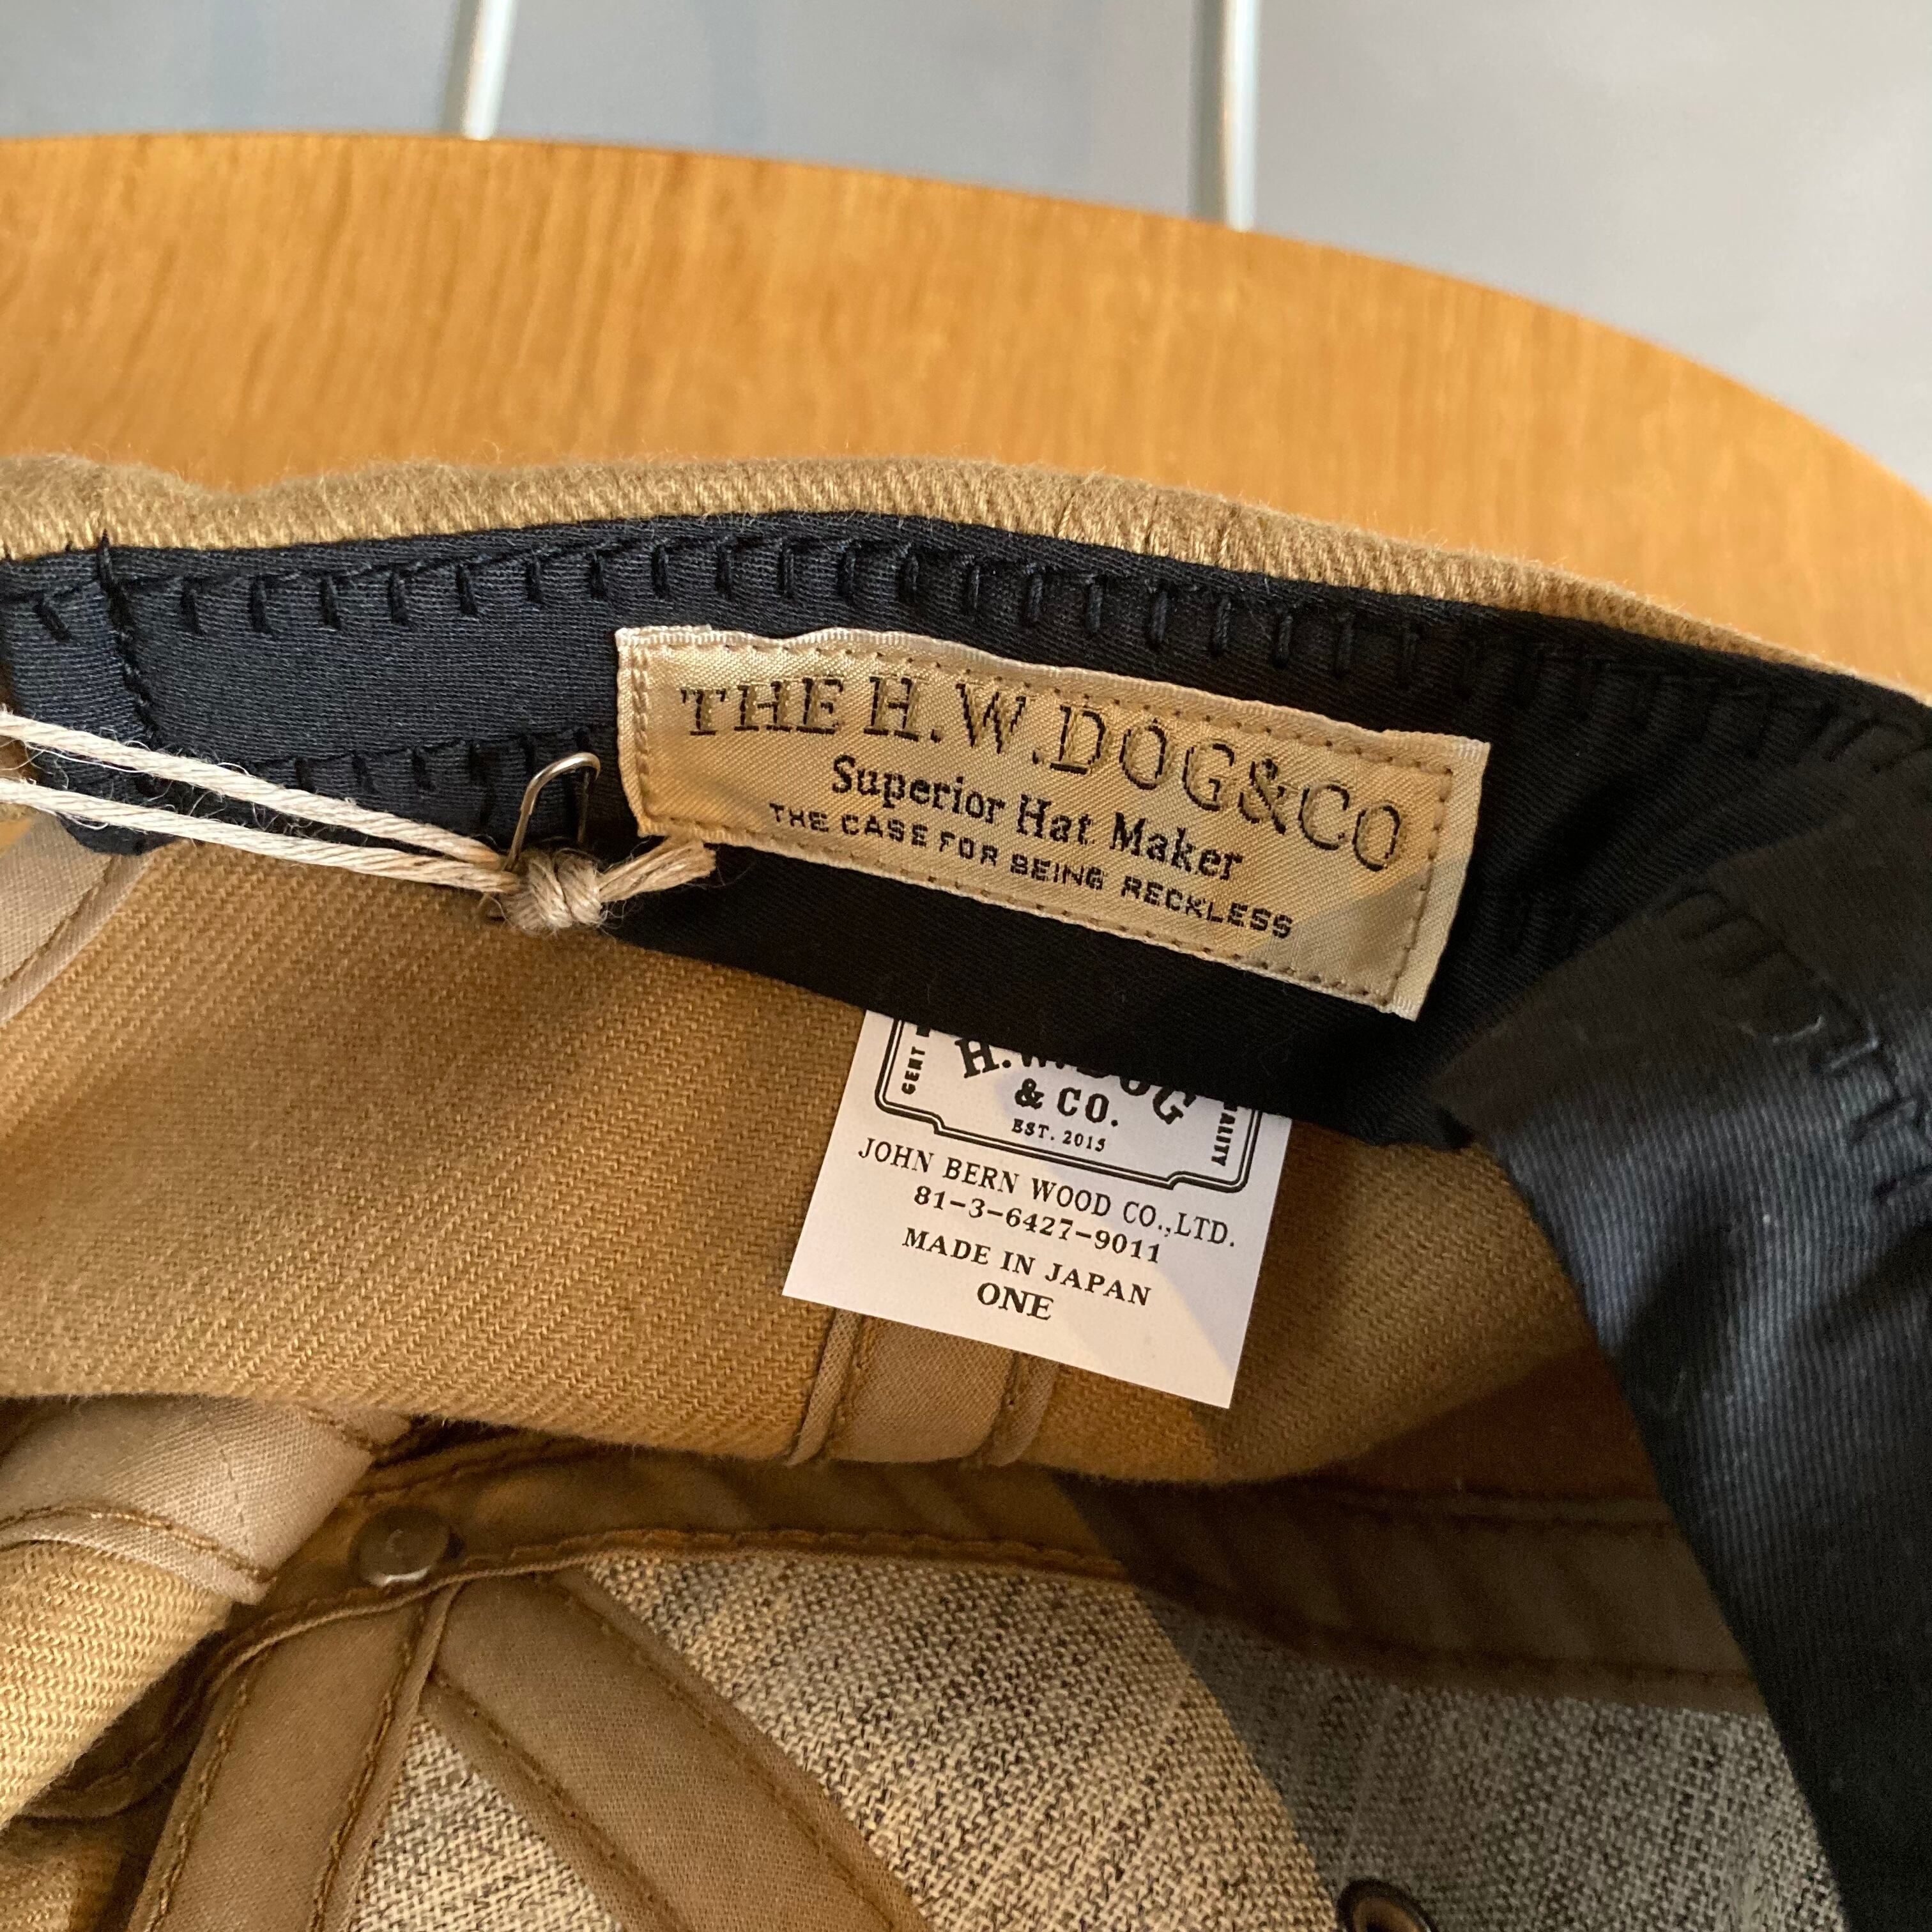 THE H.W.DOG&CO
Superior Hat Maker
THE CASE FOR BEING RECKLESS
H.W.DOG
& CO.
EST. 2015
JOHN BERN WOOD CO.,LTD.
81-3-6427-9011
MADE IN JAPAN
ONE